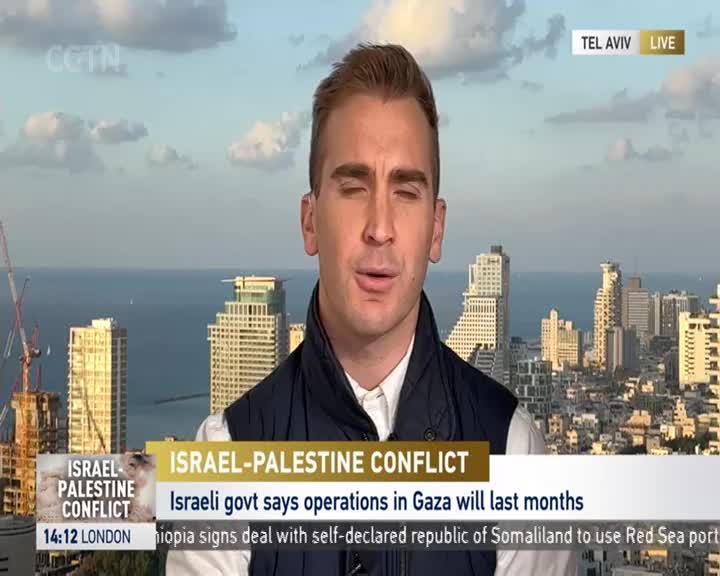 CGTN
TEL AVIV LIVE
ISRAEL-PALESTINE CONFLICT
Israeli govt says operations in Gaza will last months
ISRAEL-
PALESTINE
CONFLICT
14:12 LONDON
signs deal with self-declared republic of Somaliland to use Red Sea port